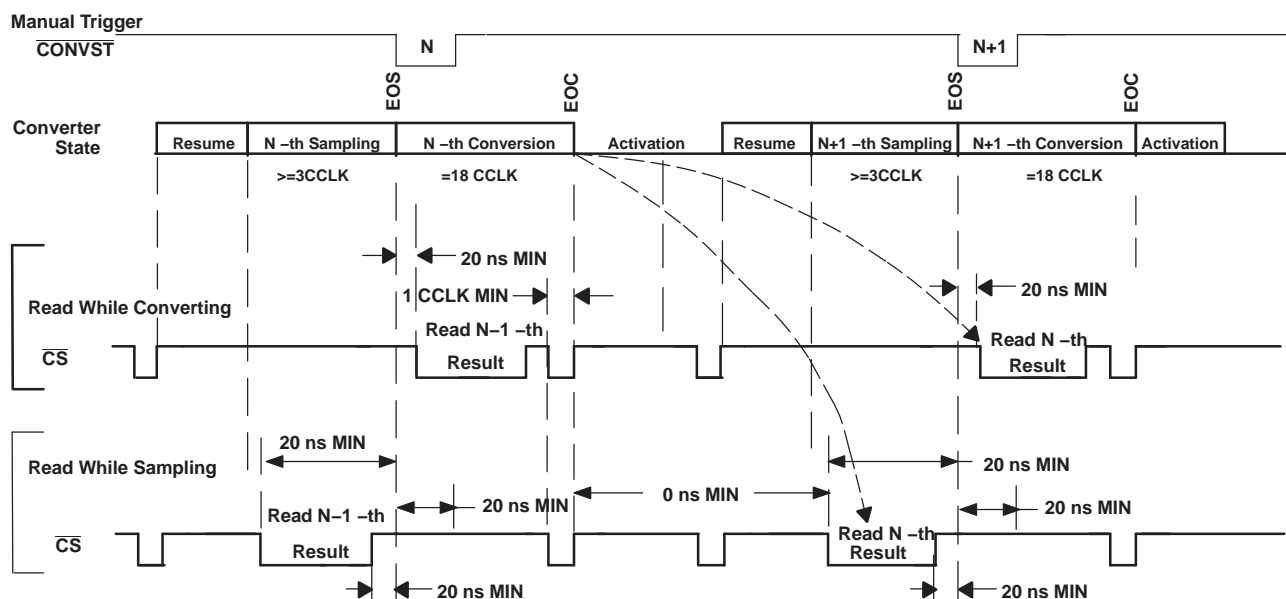 Manual Trigger
CONVST
N
N+1
EOS
EOC
EOS
EOC
Converter
State
Resume
N −th Sampling
N −th Conversion
Activation
Resume
N+1 −th Sampling
N+1 −th Conversion
Activation
>=3CCLK
=18 CCLK
>=3CCLK
=18 CCLK
20 ns MIN
20 ns MIN
1 CCLK MIN
Read While Converting
Read N−1 −th
Result
Read N −th
Result
CS
20 ns MIN
20 ns MIN
Read While Sampling
20 ns MIN
0 ns MIN
20 ns MIN
Read N−1 −th
Result
Read N −th
Result
CS
20 ns MIN
20 ns MIN